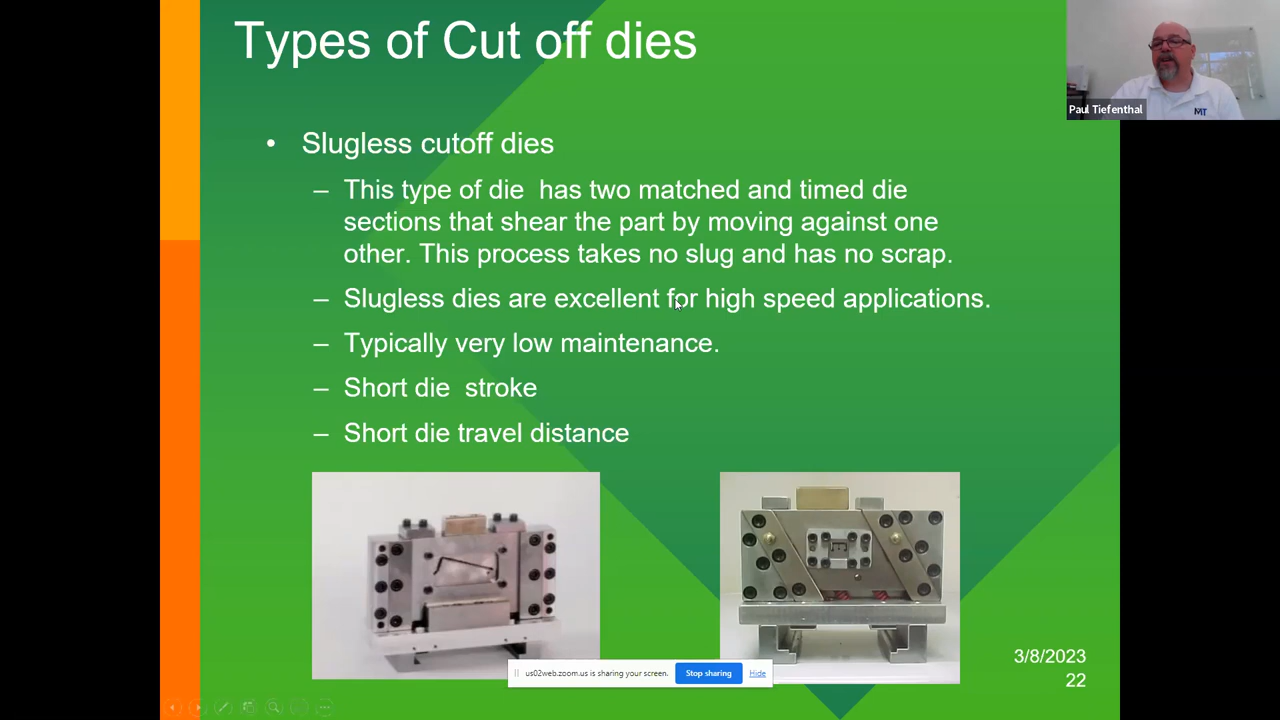 Types of Cut off dies
Paul Tiefenthal
MT
• Slugless cutoff dies
– This type of die  has two matched and timed die
sections that shear the part by moving against one
other. This process takes no slug and has no scrap.
– Slugless dies are excellent for high speed applications.
– Typically very low maintenance.
– Short die  stroke
– Short die travel distance
3/8/2023
22
us02web.zoom.us is sharing your screen.
Stop sharing
Hide